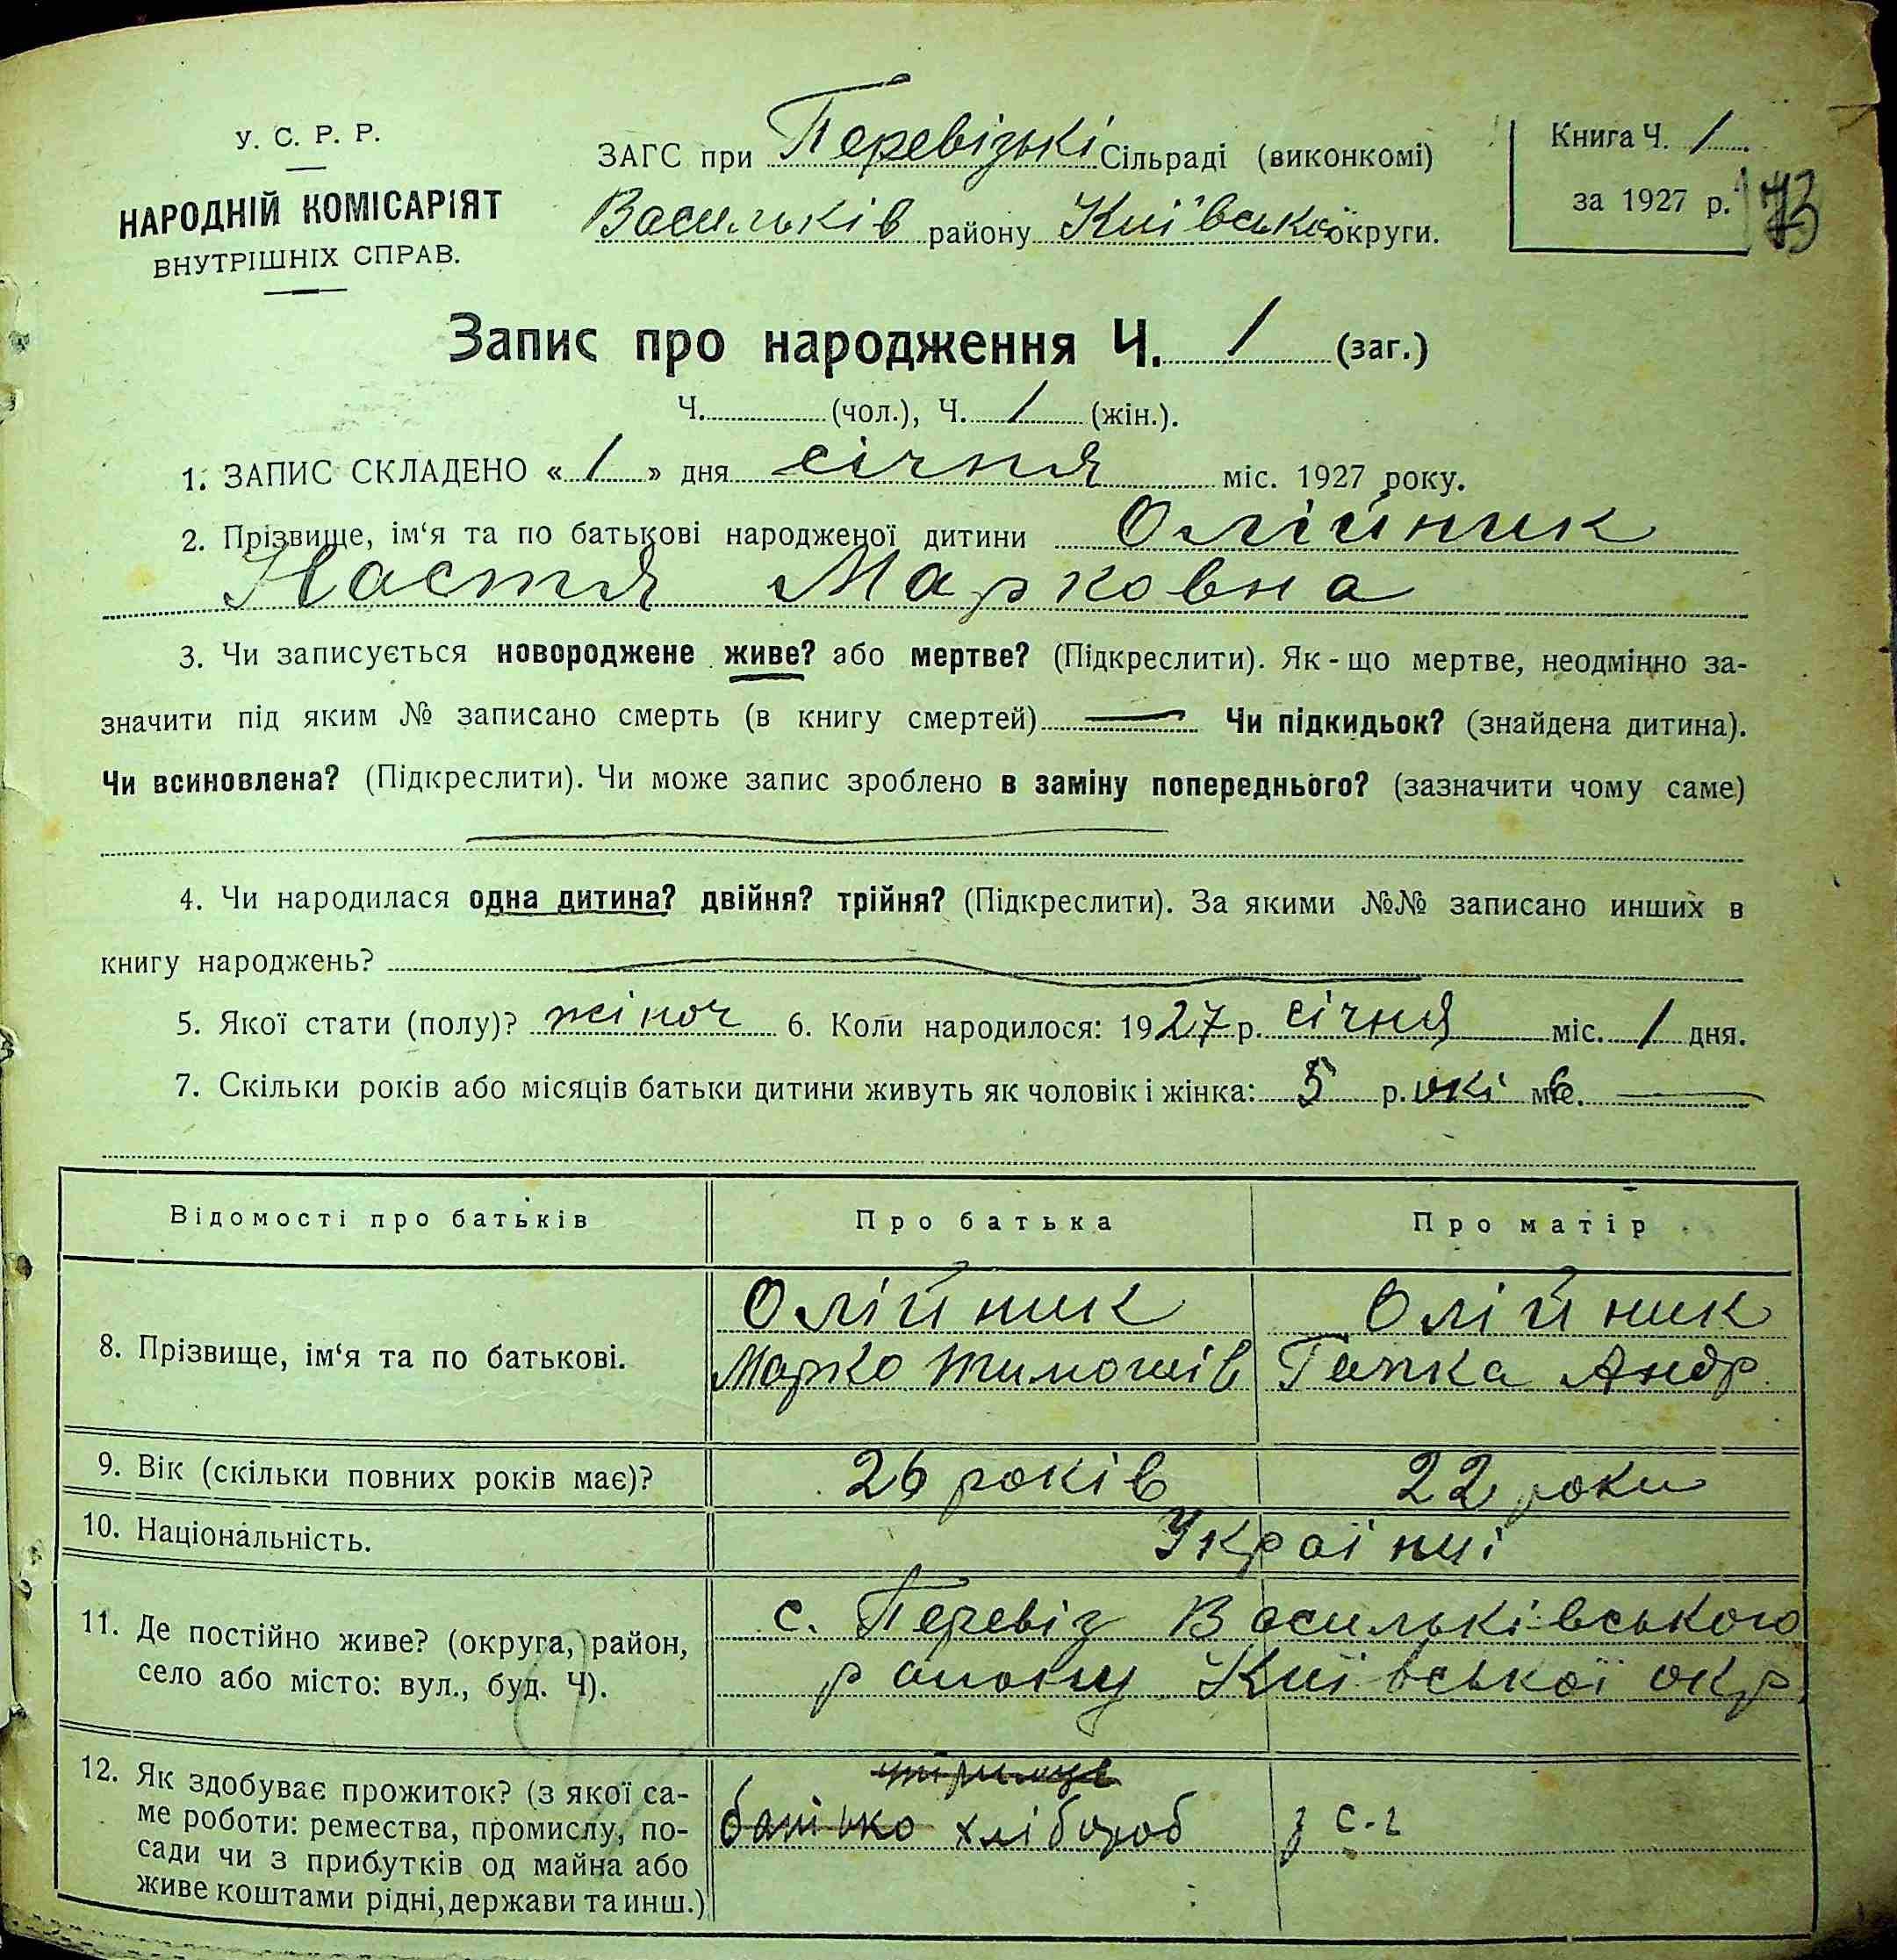 У. С. Р. Р.
НАРОДНІЙ КОМІСАРІЯТ
ВНУТРІШНІХ СПРАВ.
ЗАГС при Перевізькі Сільраді (виконкомі)
Васильків району Київської округи.
Книга Ч. 1
за 1927 р.
73
Запис про народження Ч. 1 (заг.)
Ч. (чол.), Ч. 1 (жін.).
1. ЗАПИС СКЛАДЕНО « 1 » дня січня міс. 1927 року.
2. Прізвище, ім‘я та по батькові народженої дитини Олійник
Настя Марковна
3. Чи записується новороджене живе? або мертве? (Підкреслити). Як-що мертве, неодмінно за-
значити під яким № записано смерть (в книгу смертей) Чи підкидьок? (знайдена дитина).
Чи всиновлена? (Підкреслити). Чи може запис зроблено в заміну попереднього? (зазначити чому саме)
4. Чи народилася одна дитина? двійня? трійня? (Підкреслити). За якими №№ записано инших в
книгу народжень?
5. Якої стати (полу)? жіноч 6. Коли народилося: 1927 р. січня міс. 1 дня.
7. Скільки років або місяців батьки дитини живуть як чоловік і жінка: 5 р.окі міс.
Відомості про батьків Про батька Про матір
Олійник Олійник
8. Прізвище, ім‘я та по батькові. Марко Тимошів Гапка Андр.
9. Вік (скільки повних років має)? 26 років 22 роки
10. Національність. Українці
11. Де постійно живе? (округа, район, с. Перевіз Васильківського
село або місто: вул., буд. Ч). району Київської окр.
12. Як здобуває прожиток? (з якої са-
ме роботи: ремества, промислу, по- батько хлібороб з с-г
сади чи з прибутків од майна або
живе коштами рідні, держави та инш.)